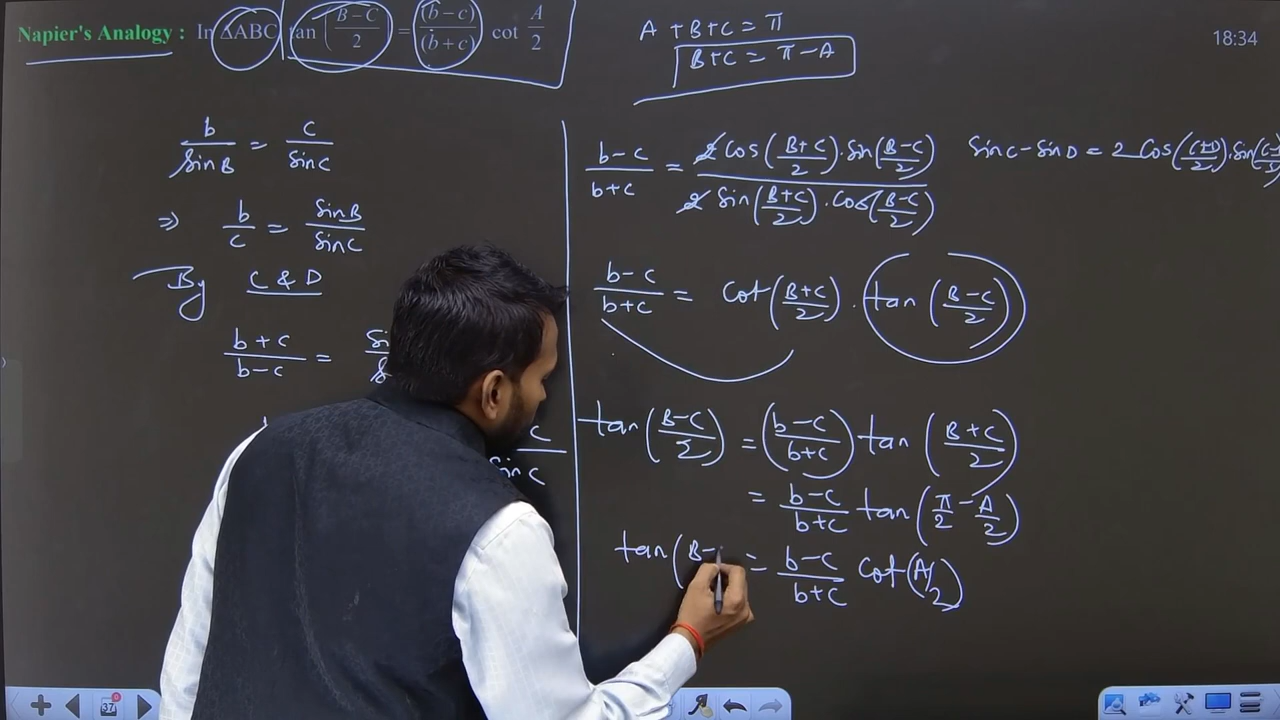 Napier's Analogy : In ΔABC tan (B−C/2) = (b−c)/(b+c) cot A/2
A + B + C = π
B + C = π − A
18:34
b/sinB = c/sinC
⇒ b/c = sinB/sinC
By C & D
b + c/b − c =
b−c/b+c = 2 cos(B+C/2) . sin(B−C/2)/2 sin(B+C/2) . cos(B−C/2)
sinC − sinD = 2 cos((C+D)/2) . sin(
b−c/b+c = cot(B+C/2) . tan(B−C/2)
tan(B−C/2) = (b−c/b+c) tan(B+C/2)
= b−c/b+c tan(π/2 − A/2)
tan(B− = b−c/b+c cot(A/2)
c
sin c
37